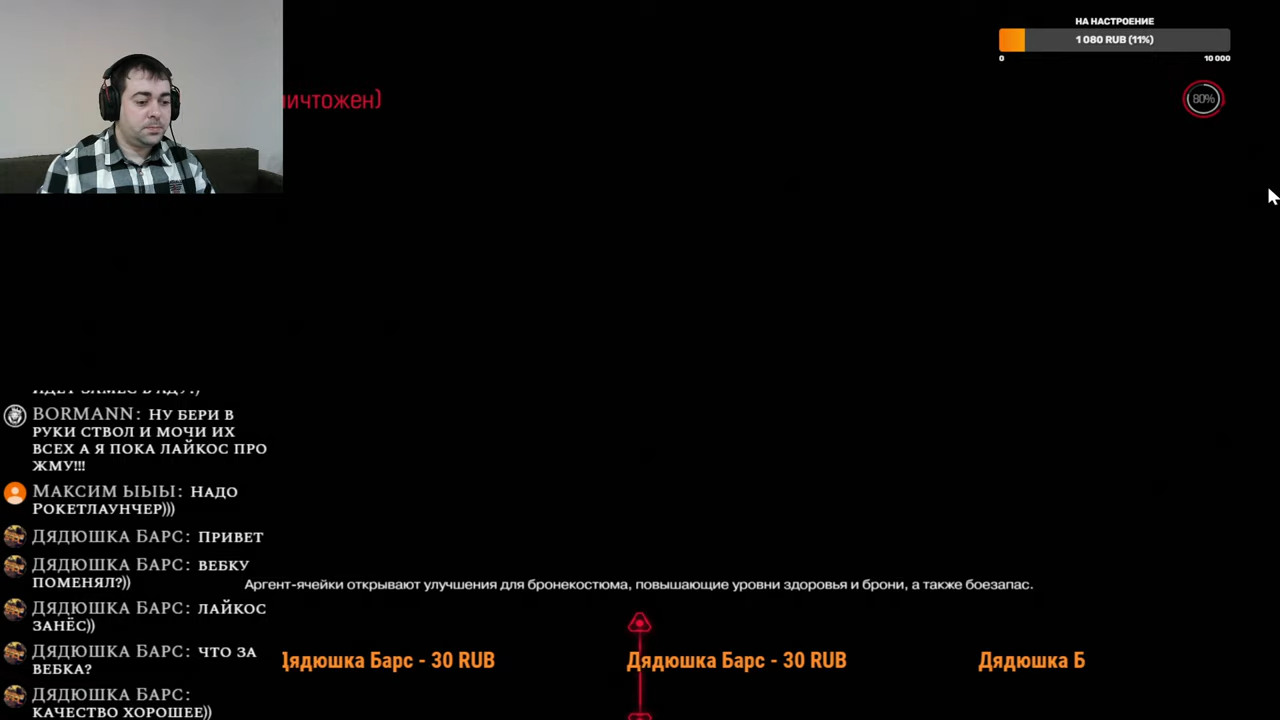 НА НАСТРОЕНИЕ
1 080 RUB (11%)
0
10 000
ничтожен)
80%
BORMANN: НУ БЕРИ В
РУКИ СТВОЛ И МОЧИ ИХ
ВСЕХ А Я ПОКА ЛАЙКОС ПРО
ЖМУ!!!
МАКСИМ ЫЫЫ: НАДО
РОКЕТЛАУНЧЕР)))
ДЯДЮШКА БАРС: ПРИВЕТ
ДЯДЮШКА БАРС: ВЕБКУ
ПОМЕНЯЛ?))
Аргент-ячейки открывают улучшения для бронекостюма, повышающие уровни здоровья и брони, а также боезапас.
ДЯДЮШКА БАРС: ЛАЙКОС
ЗАНЁС))
ДЯДЮШКА БАРС: ЧТО ЗА
ВЕБКА?
Дядюшка Барс - 30 RUB
Дядюшка Барс - 30 RUB
Дядюшка Б
ДЯДЮШКА БАРС:
КАЧЕСТВО ХОРОШЕЕ))